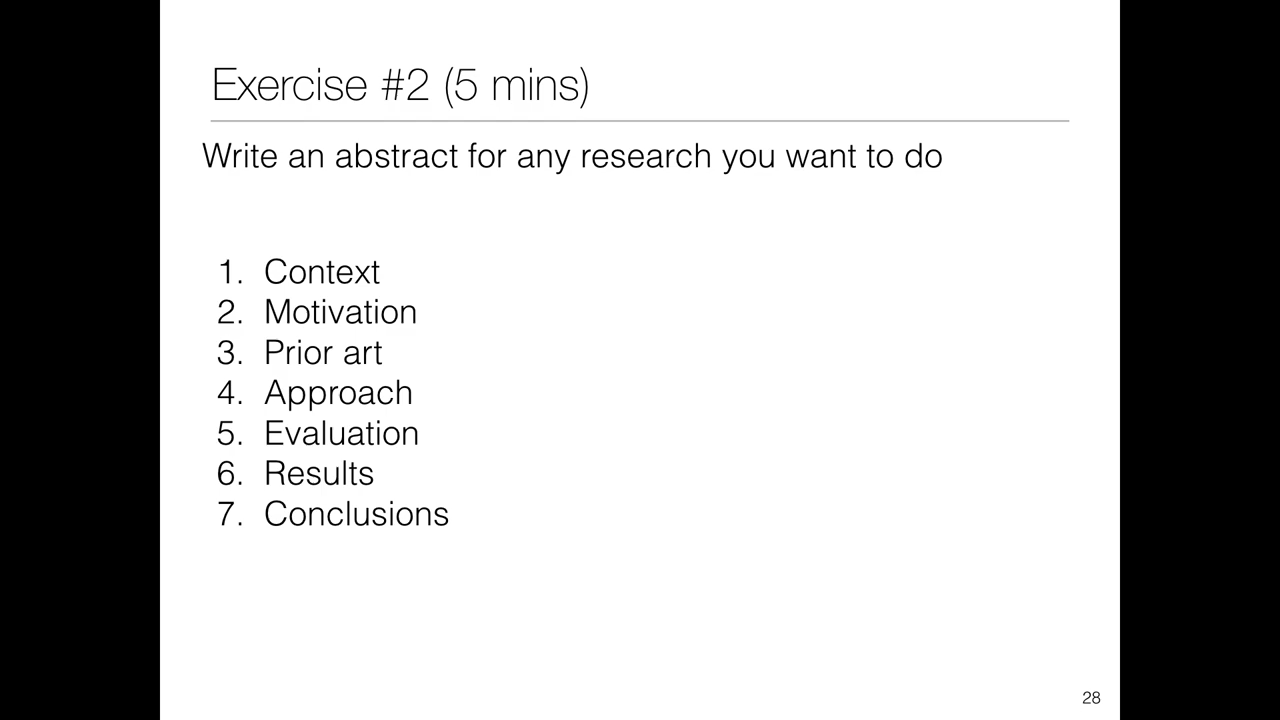 Exercise #2 (5 mins)
Write an abstract for any research you want to do
1. Context
2. Motivation
3. Prior art
4. Approach
5. Evaluation
6. Results
7. Conclusions
28